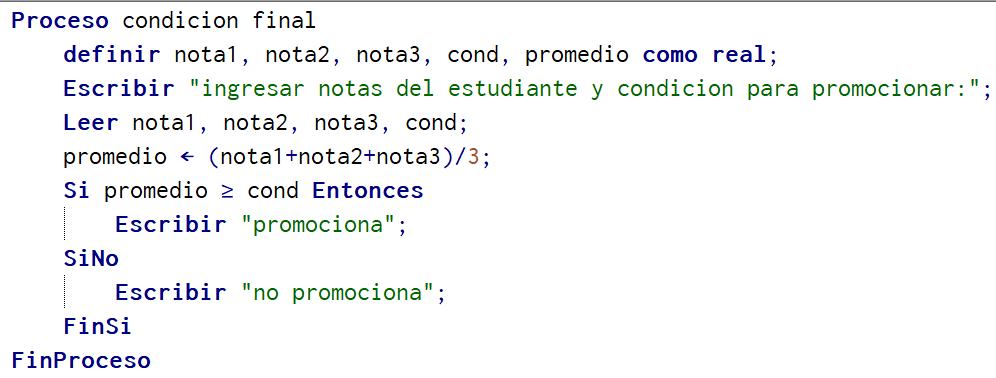 Proceso condicion final
definir nota1, nota2, nota3, cond, promedio como real;
Escribir "ingresar notas del estudiante y condicion para promocionar:";
Leer nota1, nota2, nota3, cond;
promedio ← (nota1+nota2+nota3)/3;
Si promedio ≥ cond Entonces
Escribir "promociona";
SiNo
Escribir "no promociona";
FinSi
FinProceso